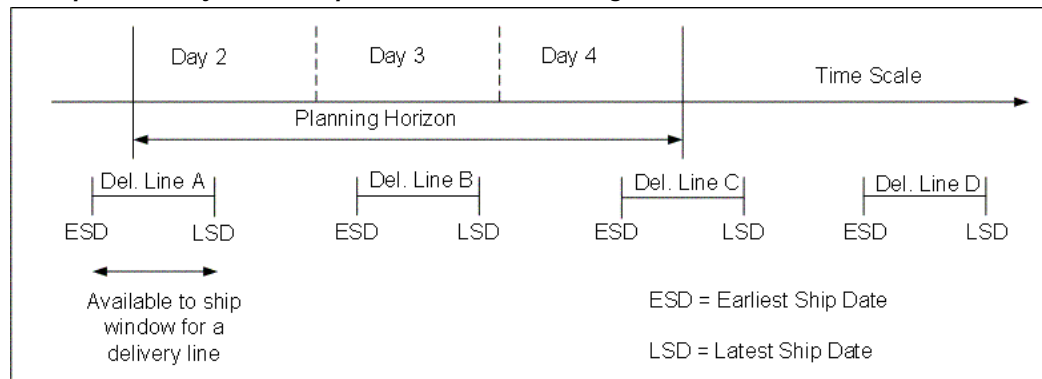 Day 2
Day 3
Day 4
Time Scale
Planning Horizon
Del. Line A
Del. Line B
Del. Line C
Del. Line D
ESD
LSD
ESD
LSD
ESD
LSD
ESD
LSD
Available to ship
window for a
delivery line
ESD = Earliest Ship Date
LSD = Latest Ship Date